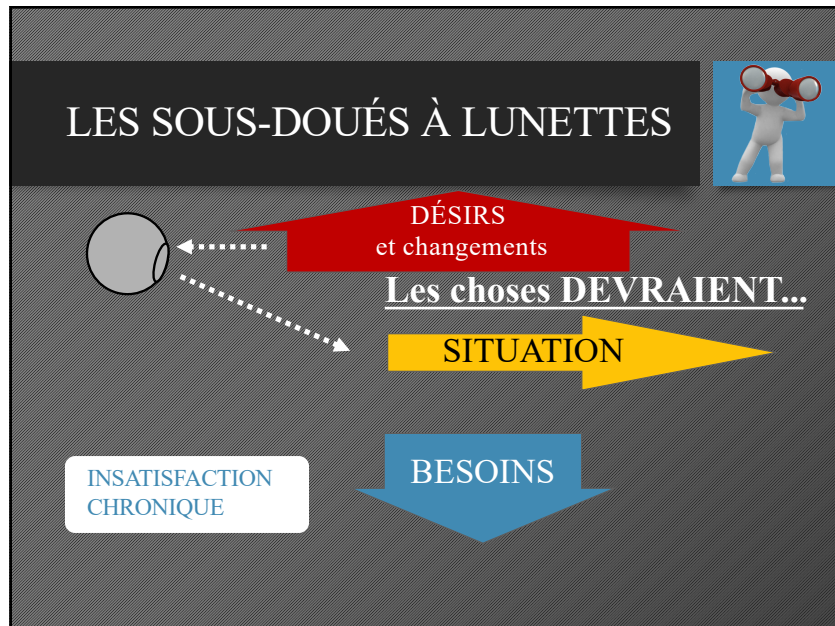 LES SOUS-DOUÉS À LUNETTES
DÉSIRS
et changements
Les choses DEVRAIENT...
SITUATION
INSATISFACTION
CHRONIQUE
BESOINS